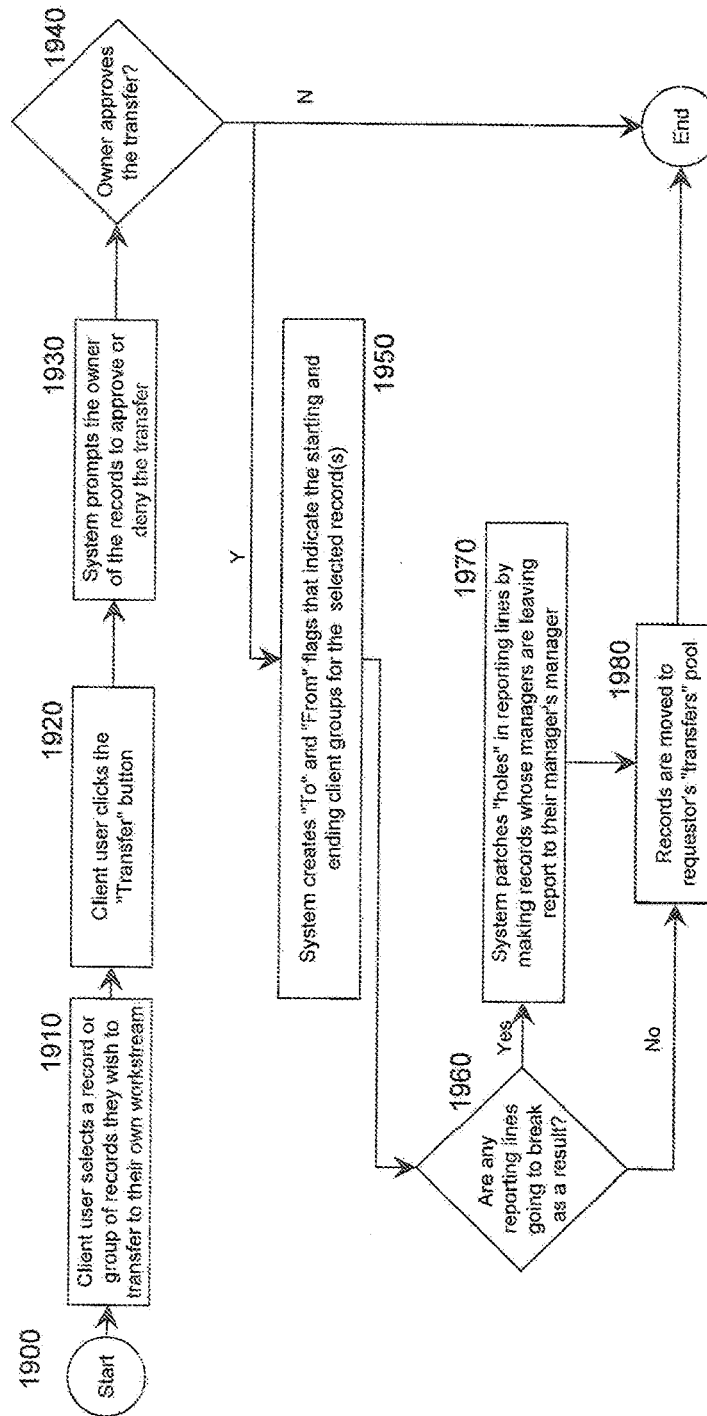 1900
Start
1910
Client user selects a record or
group of records they wish to
transfer to their own workstream
1920
Client user clicks the
"Transfer" button
1930
System prompts the owner
of the records to approve or
deny the transfer
1940
Owner approves
the transfer?
Y
N
1950
System creates "To" and "From" flags that indicate the starting and
ending client groups for the selected record(s)
1960
Are any
reporting lines
going to break
as a result?
Yes
No
1970
System patches "holes" in reporting lines by
making records whose managers are leaving
report to their manager's manager
1980
Records are moved to
requestor's "transfers" pool
End